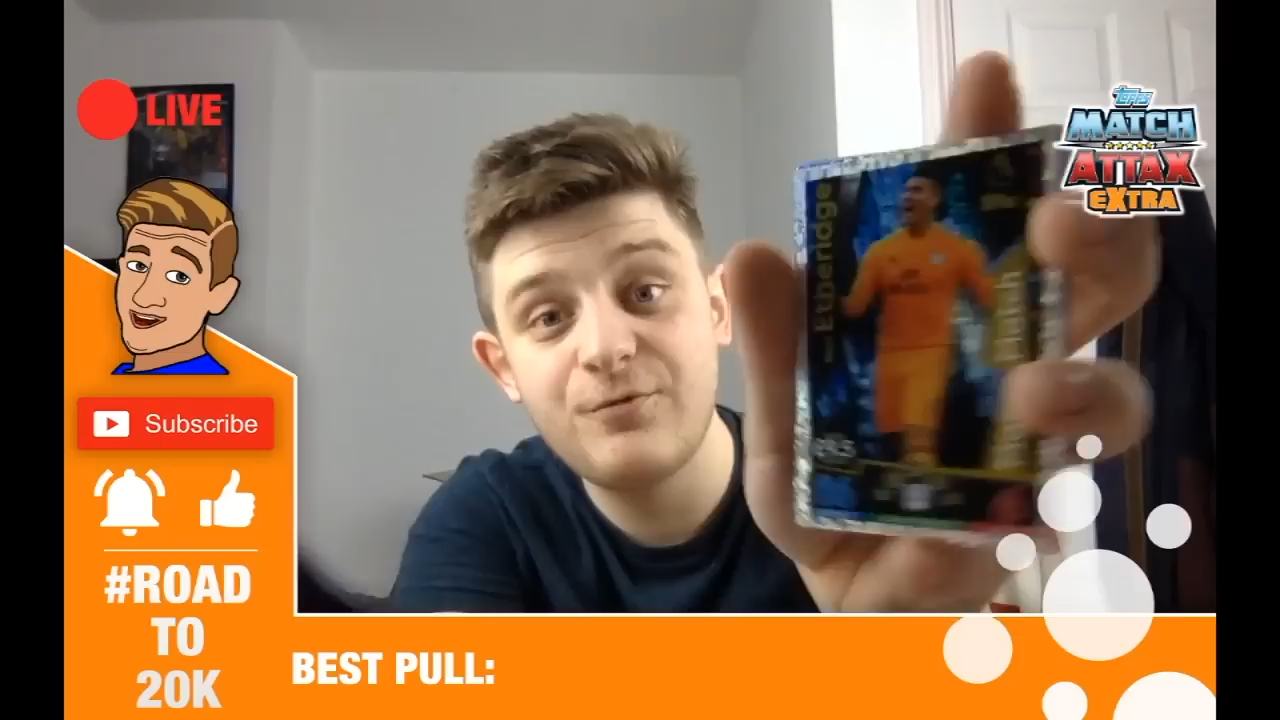 LIVE
Topps
MATCH
ATTAX
EXTRA
Etheridge
Subscribe
#ROAD
TO
20K
BEST PULL: